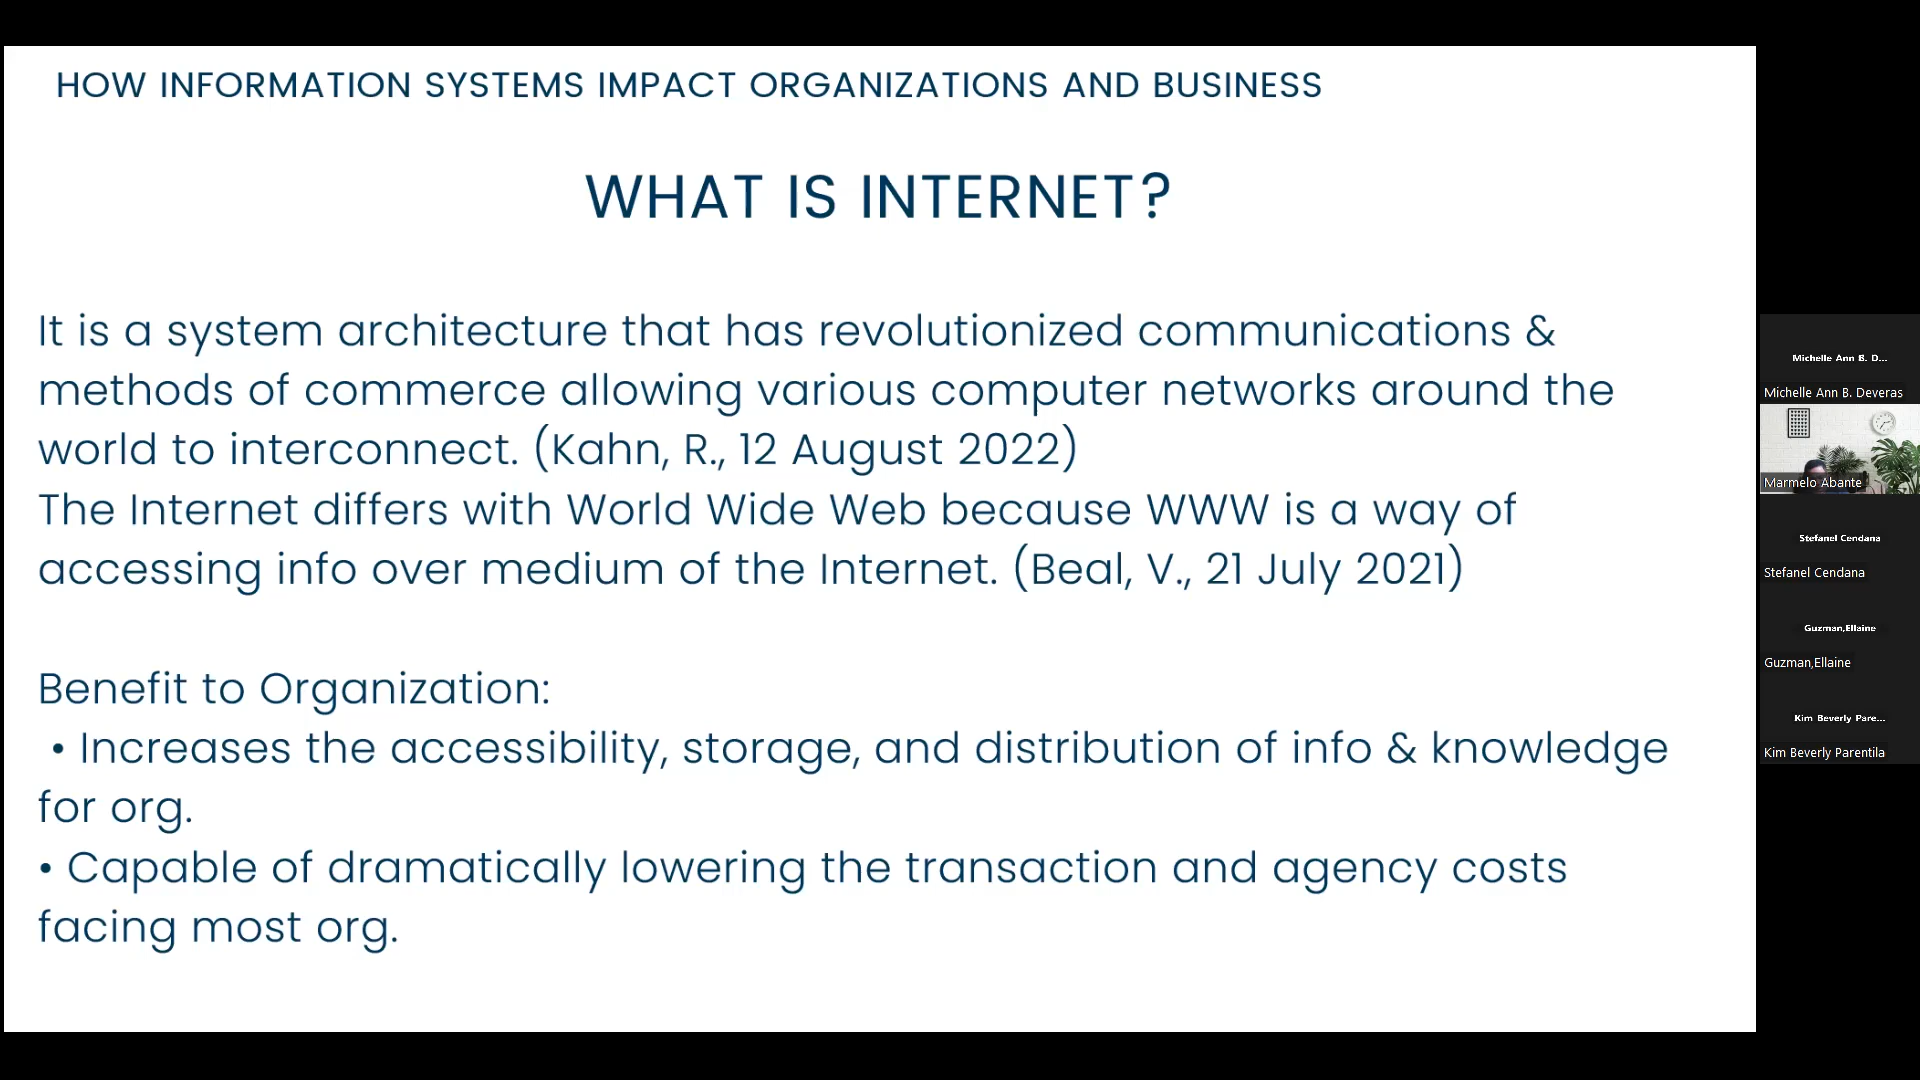 HOW INFORMATION SYSTEMS IMPACT ORGANIZATIONS AND BUSINESS
WHAT IS INTERNET?
It is a system architecture that has revolutionized communications &
methods of commerce allowing various computer networks around the
world to interconnect. (Kahn, R., 12 August 2022)
The Internet differs with World Wide Web because WWW is a way of
accessing info over medium of the Internet. (Beal, V., 21 July 2021)
Benefit to Organization:
• Increases the accessibility, storage, and distribution of info & knowledge
for org.
• Capable of dramatically lowering the transaction and agency costs
facing most org.
Michelle Ann B. D...
Michelle Ann B. Deveras
Marmelo Abante
Stefanel Cendana
Stefanel Cendana
Guzman,Ellaine
Guzman,Ellaine
Kim Beverly Pare...
Kim Beverly Parentila